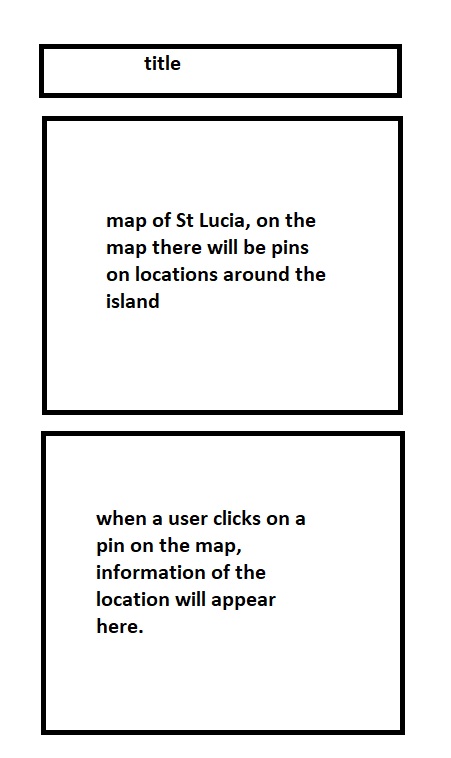 title
map of St Lucia, on the
map there will be pins
on locations around the
island
when a user clicks on a
pin on the map,
information of the
location will appear
here.